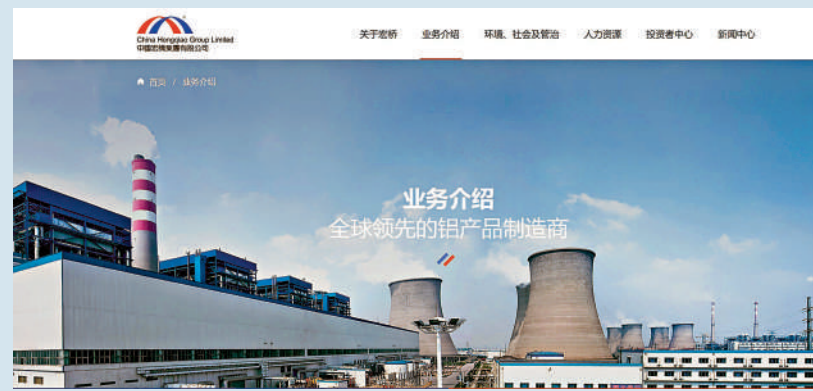 China Hongqiao Group Limited
中國宏橋集團有限公司
关于宏桥
业务介绍
环境、社会及管治
人力资源
投资者中心
新闻中心
首页 / 业务介绍
业务介绍
全球领先的铝产品制造商